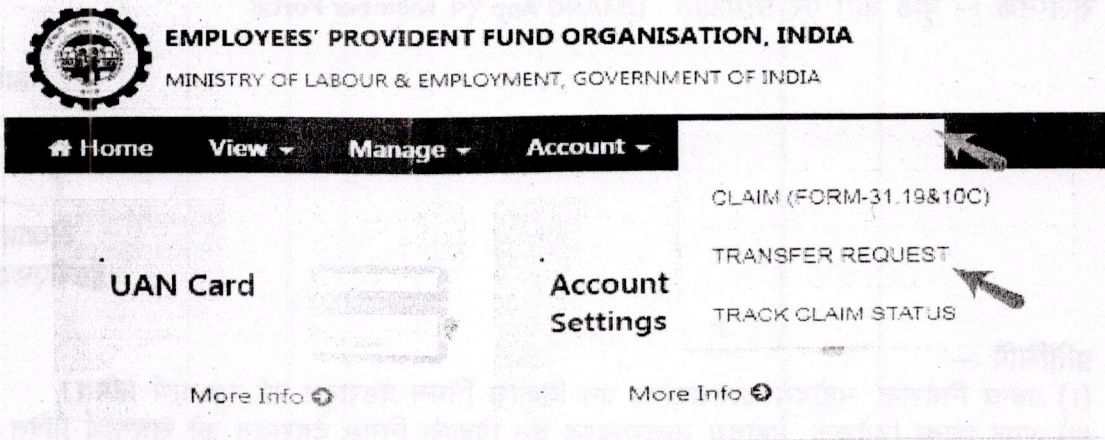 EMPLOYEES' PROVIDENT FUND ORGANISATION, INDIA
MINISTRY OF LABOUR & EMPLOYMENT, GOVERNMENT OF INDIA
Home View Manage Account
CLAIM (FORM-31,19&10C)
TRANSFER REQUEST
TRACK CLAIM STATUS
UAN Card
Account Settings
More Info
More Info